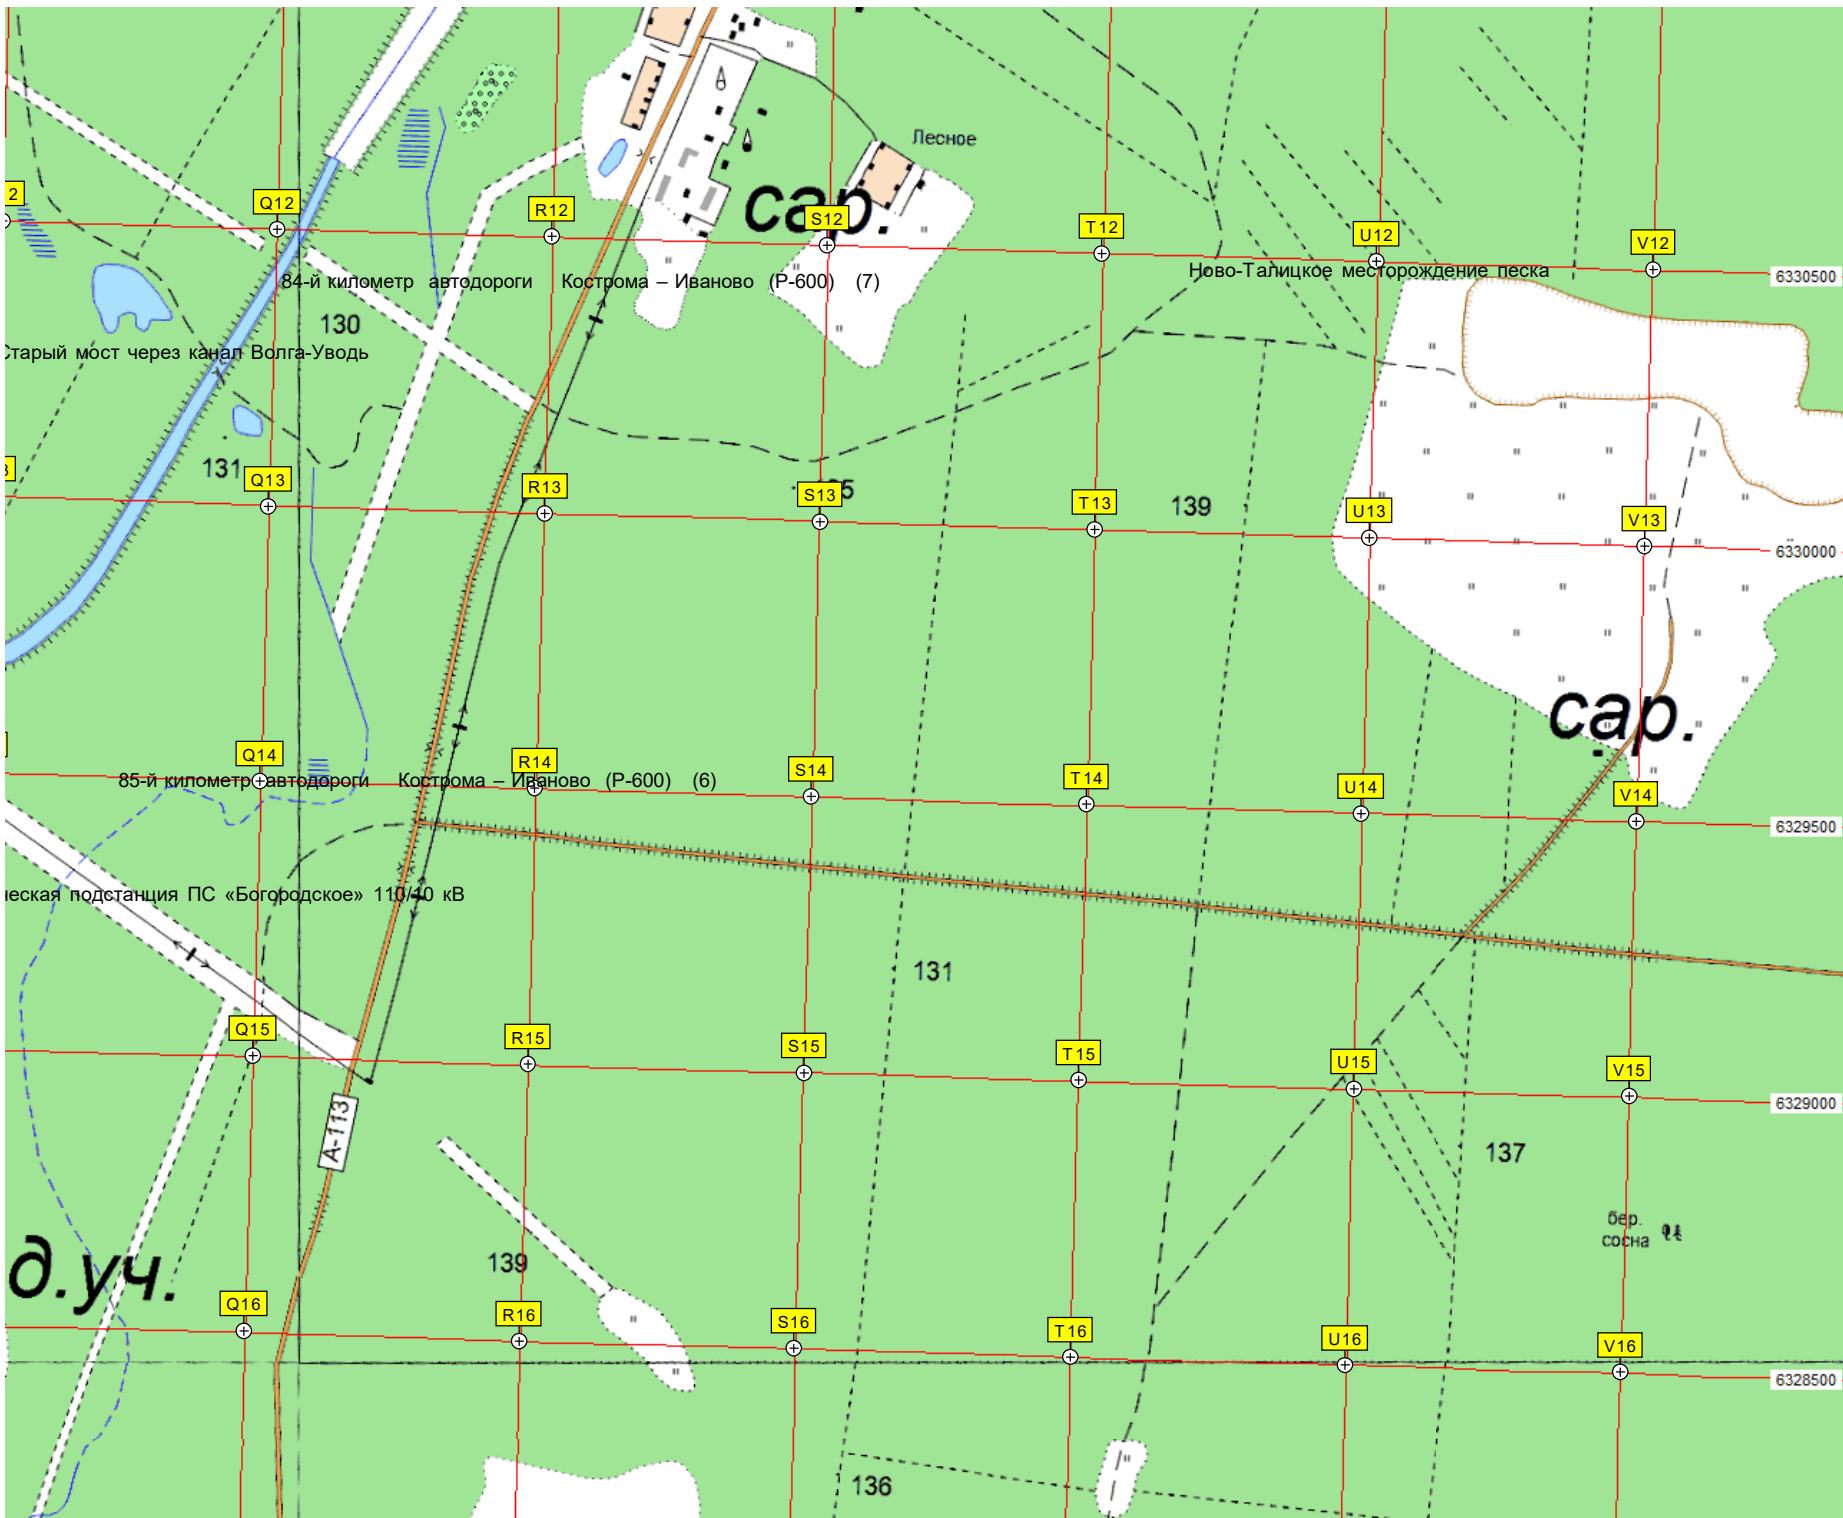 Лесное
2
Q12
R12
сар.
S12
T12
U12
V12
84-й километр автодороги Кострома – Иваново (Р-600) (7)
Ново-Талицкое месторождение песка
6330500
130
Старый мост через канал Волга-Уводь
131
Q13
R13
S13
T13
139
U13
V13
6330000
сар.
Q14
R14
S14
T14
U14
V14
85-й километр автодороги Кострома – Иваново (Р-600) (6)
6329500
ческая подстанция ПС «Богородское» 110/10 кВ
131
Q15
R15
S15
T15
U15
V15
6329000
А-113
137
бер.
сосна
д.уч.
139
Q16
R16
S16
T16
U16
V16
6328500
136